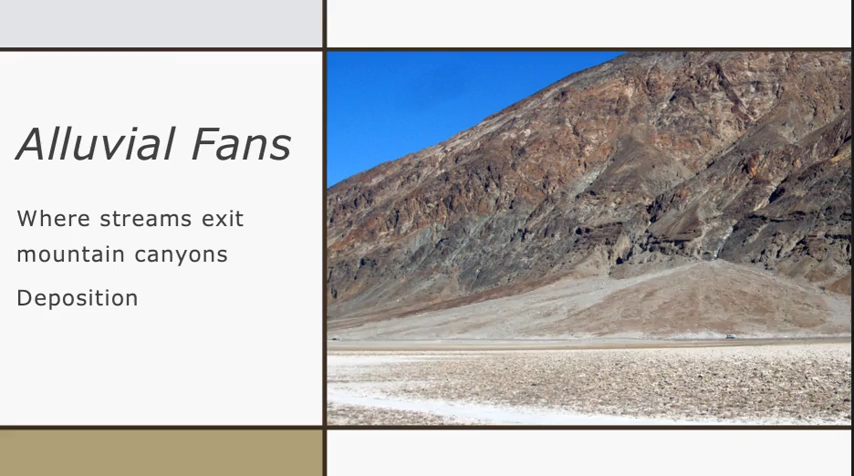 Alluvial Fans
Where streams exit
mountain canyons
Deposition